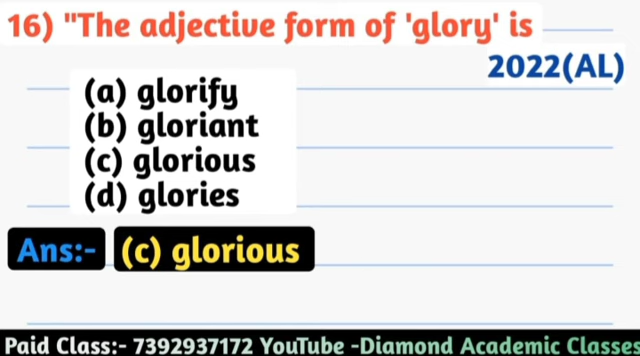 16) "The adjective form of 'glory' is
2022(AL)
(a) glorify
(b) gloriant
(c) glorious
(d) glories
Ans:- (c) glorious
Paid Class:- 7392937172 YouTube -Diamond Academic Classes